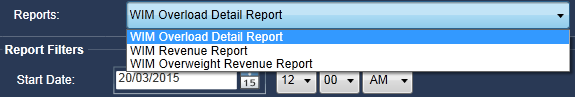 Reports: WIM Overload Detail Report
WIM Overload Detail Report
WIM Revenue Report
Report Filters
WIM Overweight Revenue Report
Start Date: 20/03/2015 15 12 00 AM